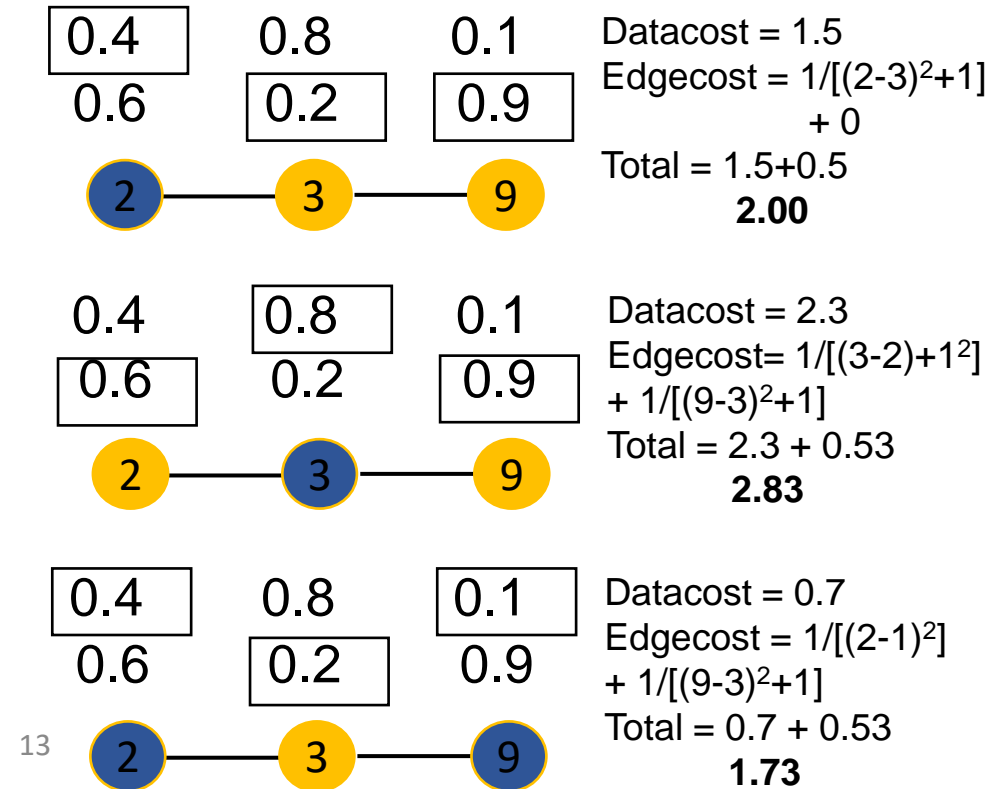 0.4 0.8 0.1
0.6 0.2 0.9
2 3 9
Datacost = 1.5
Edgecost = 1/[(2-3)²+1]
+ 0
Total = 1.5+0.5
2.00
0.4 0.8 0.1
0.6 0.2 0.9
2 3 9
Datacost = 2.3
Edgecost= 1/[(3-2)+1²]
+ 1/[(9-3)²+1]
Total = 2.3 + 0.53
2.83
0.4 0.8 0.1
0.6 0.2 0.9
2 3 9
Datacost = 0.7
Edgecost = 1/[(2-1)²]
+ 1/[(9-3)²+1]
Total = 0.7 + 0.53
1.73
13